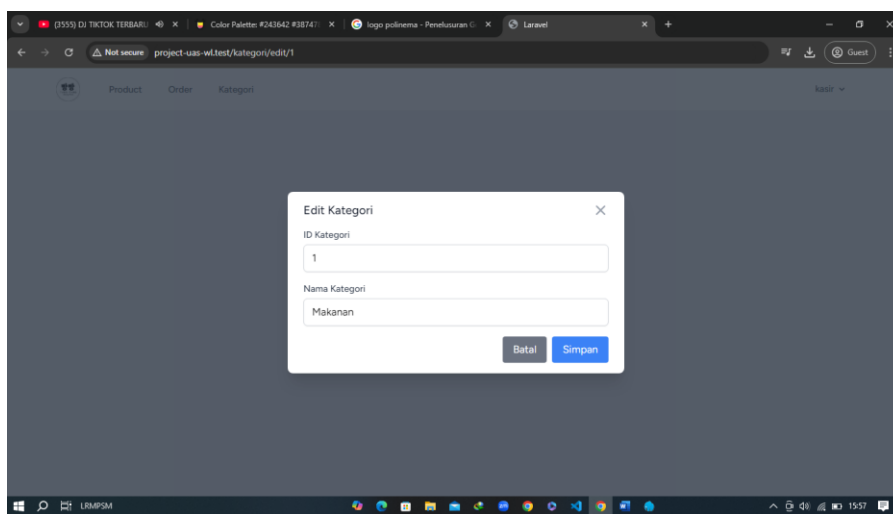 (3555) DJ TIKTOK TERBARU
Color Palette: #243642 #38747
logo polinema - Penelusuran G
Laravel
Not secure
project-uas-wl.test/kategori/edit/1
Guest
Product
Order
Kategori
kasir
Edit Kategori
ID Kategori
1
Nama Kategori
Makanan
Batal
Simpan
LRMPSM
15:57